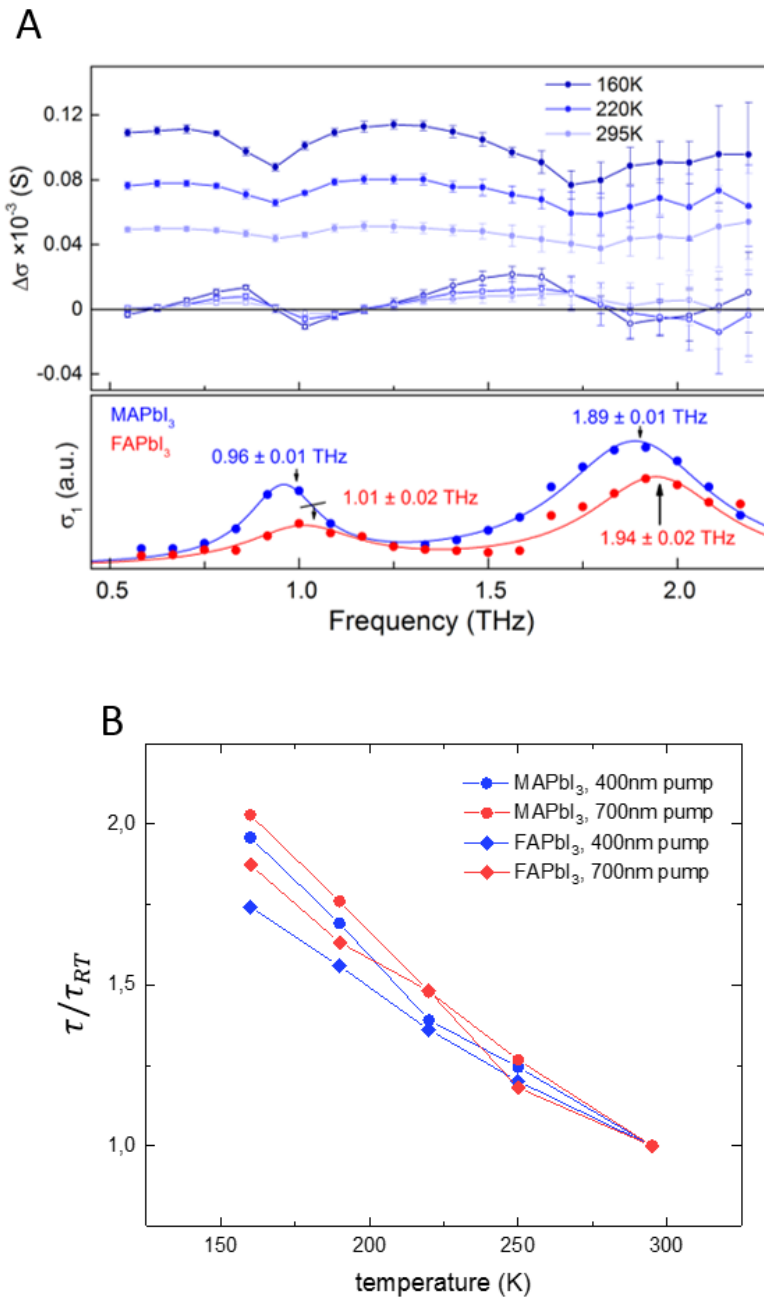 A
160K
220K
295K
0.12
0.08
0.04
0
-0.04
Δσ ×10⁻³ (S)
MAPbI₃
FAPbI₃
0.96 ± 0.01 THz
1.01 ± 0.02 THz
1.89 ± 0.01 THz
1.94 ± 0.02 THz
σ₁ (a.u.)
0.5 1.0 1.5 2.0
Frequency (THz)
B
MAPbI₃, 400nm pump
MAPbI₃, 700nm pump
FAPbI₃, 400nm pump
FAPbI₃, 700nm pump
2,0
1,5
1,0
τ/τ_RT
150 200 250 300
temperature (K)